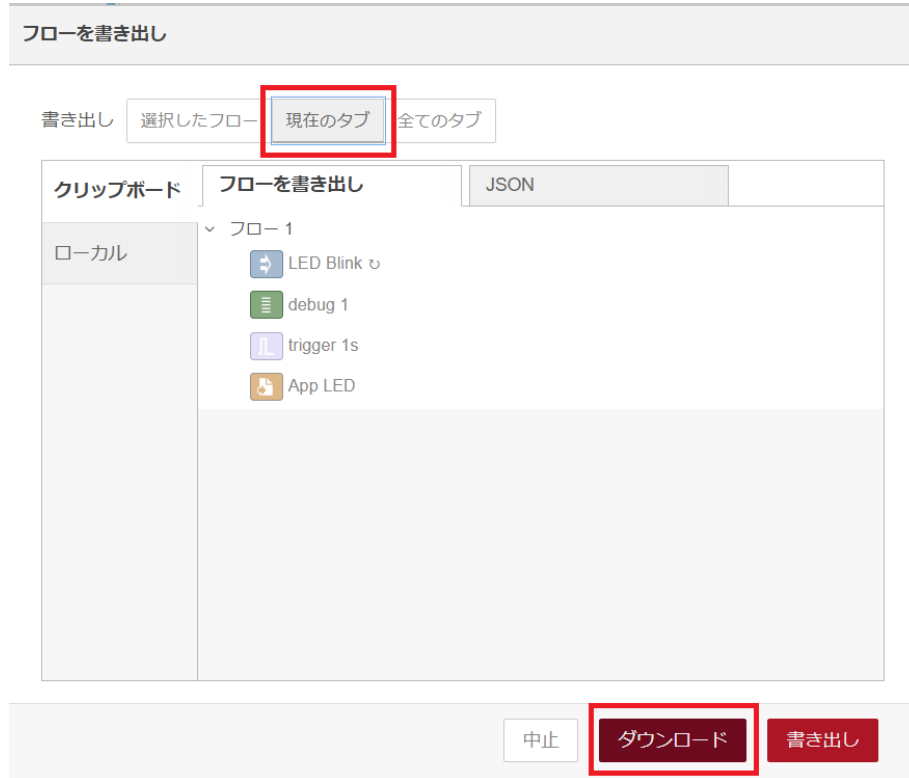 フローを書き出し
書き出し 選択したフロー 現在のタブ 全てのタブ
クリップボード フローを書き出し JSON
ローカル
フロー 1
LED Blink ↻
debug 1
trigger 1s
App LED
中止 ダウンロード 書き出し